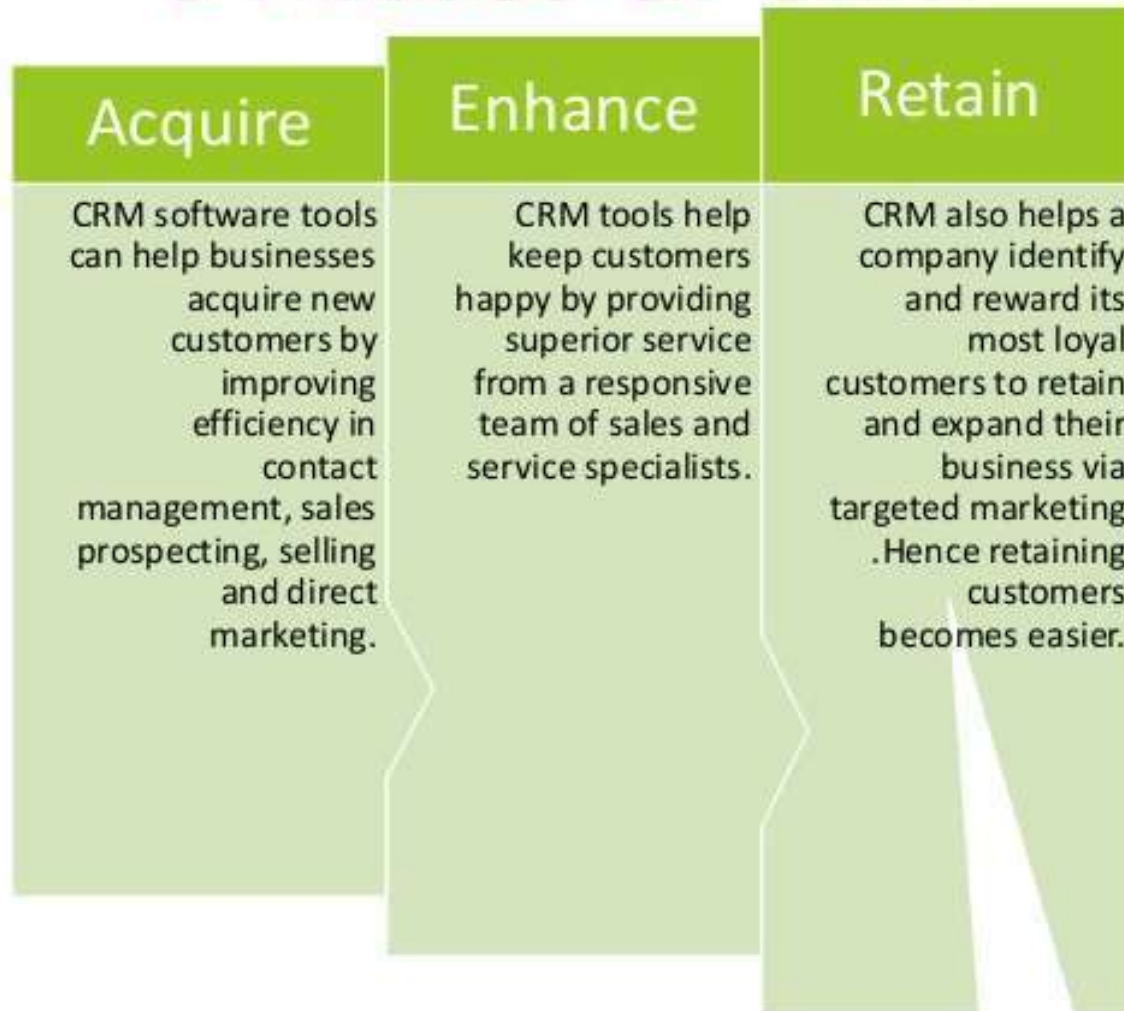 Acquire
CRM software tools
can help businesses
acquire new
customers by
improving
efficiency in
contact
management, sales
prospecting, selling
and direct
marketing.
Enhance
CRM tools help
keep customers
happy by providing
superior service
from a responsive
team of sales and
service specialists.
Retain
CRM also helps a
company identify
and reward its
most loyal
customers to retain
and expand their
business via
targeted marketing
.Hence retaining
customers
becomes easier.